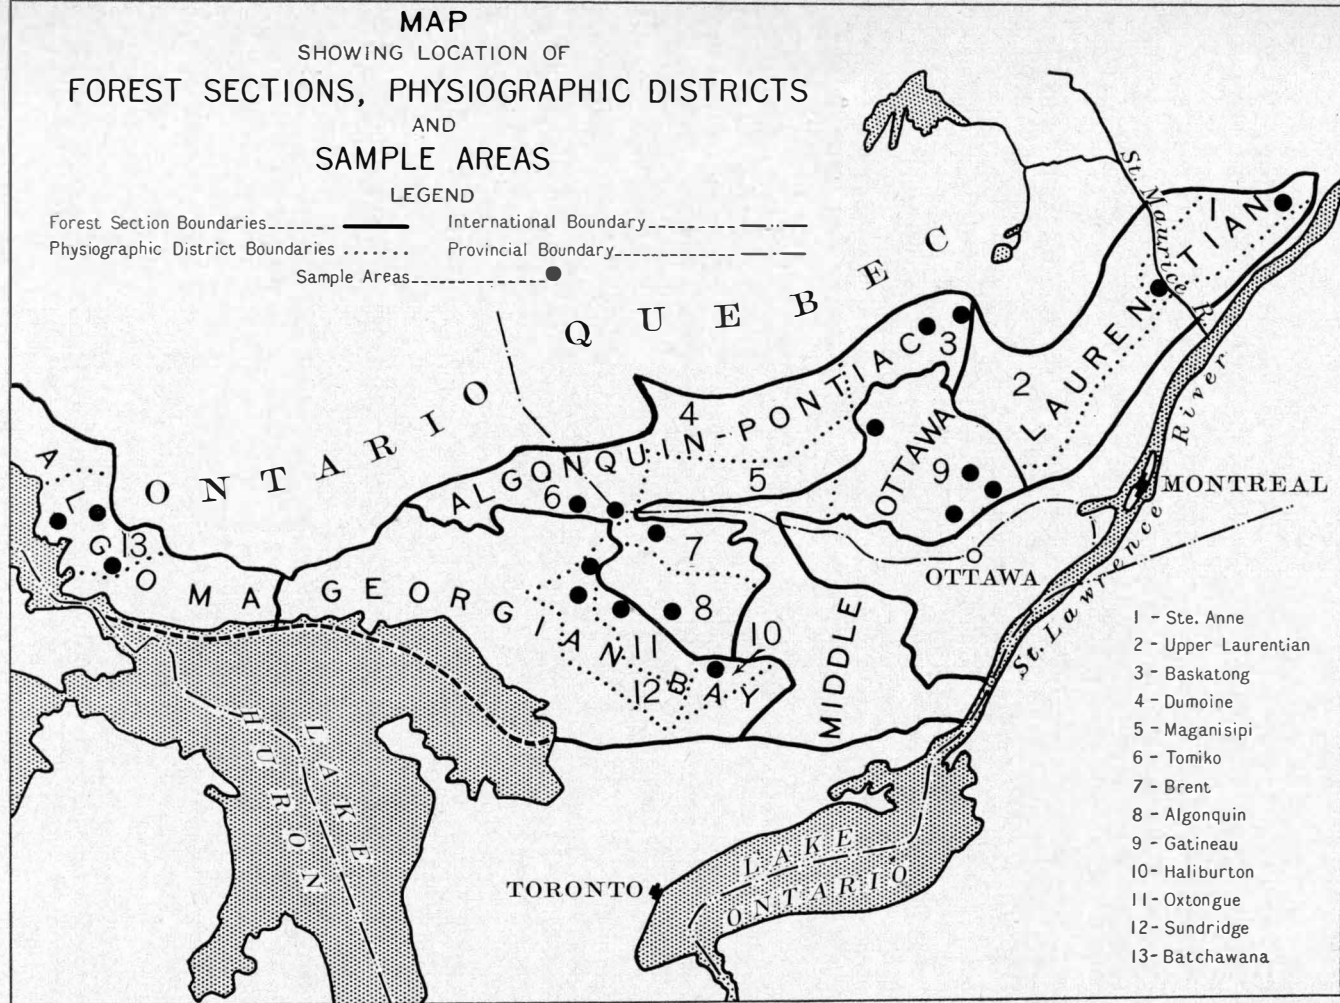 MAP
SHOWING LOCATION OF
FOREST SECTIONS, PHYSIOGRAPHIC DISTRICTS
AND
SAMPLE AREAS
LEGEND
Forest Section Boundaries
International Boundary
Physiographic District Boundaries
Provincial Boundary
Sample Areas
QUEBEC
ONTARIO
St. Maurice R.
LAURENTIAN
1
2
3
ALGONQUIN-PONTIAC
4
5
6
OTTAWA
9
ALGOMA
13
GEORGIAN BAY
7
8
10
11
12
MIDDLE
OTTAWA
MONTREAL
St. Lawrence River
LAKE HURON
TORONTO
LAKE ONTARIO
1 - Ste. Anne
2 - Upper Laurentian
3 - Baskatong
4 - Dumoine
5 - Maganisipi
6 - Tomiko
7 - Brent
8 - Algonquin
9 - Gatineau
10 - Haliburton
11 - Oxtongue
12 - Sundridge
13 - Batchawana